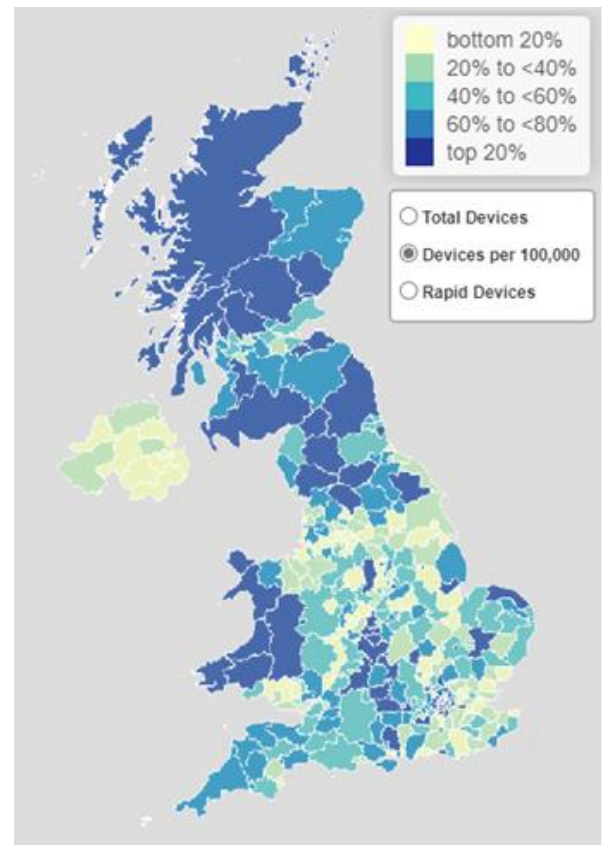 bottom 20%
20% to <40%
40% to <60%
60% to <80%
top 20%
Total Devices
Devices per 100,000
Rapid Devices